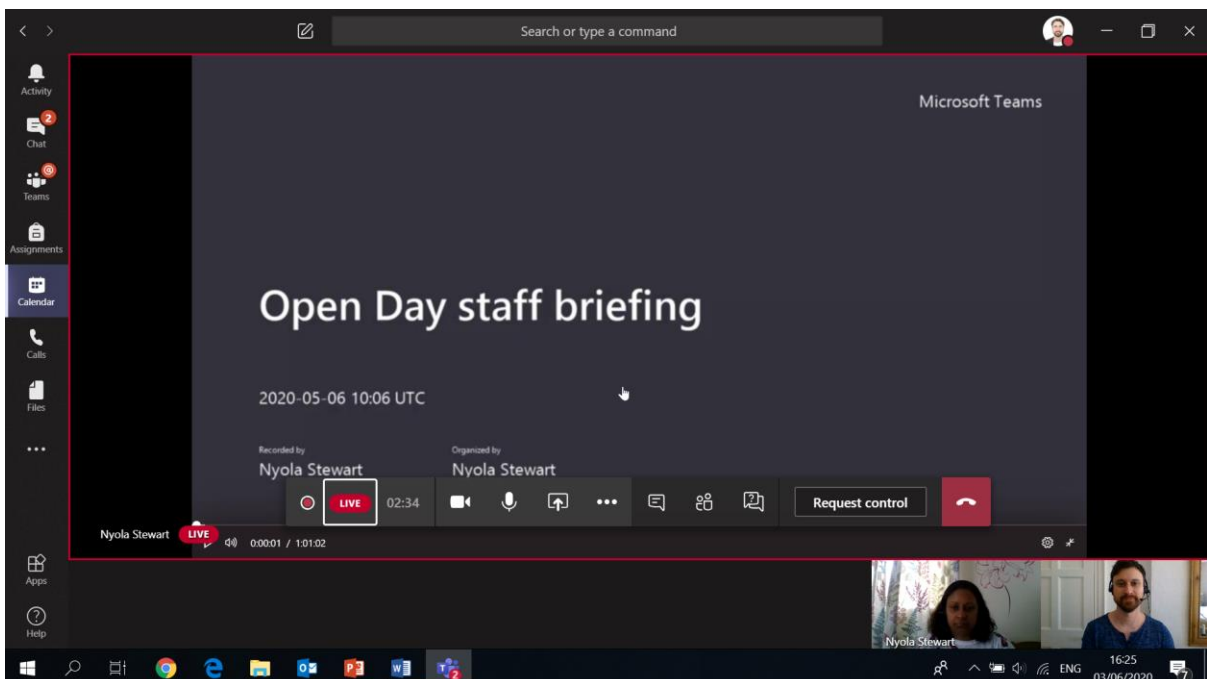 Search or type a command
Activity
2
Chat
@
Teams
Assignments
Calendar
Calls
Files
Apps
Help
Microsoft Teams
Open Day staff briefing
2020-05-06 10:06 UTC
Recorded by
Organized by
Nyola Stewart
Nyola Stewart
LIVE
02:34
Request control
Nyola Stewart
LIVE
0:00:01 / 1:01:02
Nyola Stewart
2
ENG
16:25
03/06/2020
7